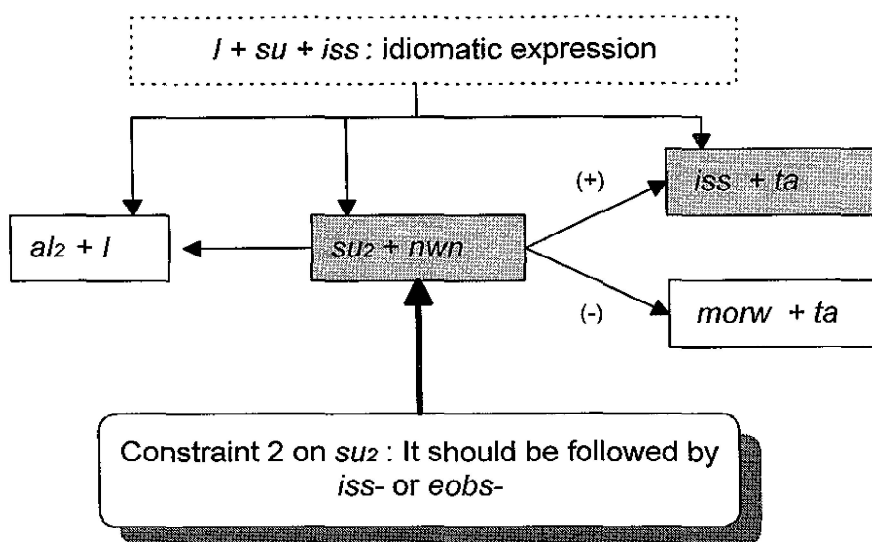 l + su + iss : idiomatic expression
(+)
iss + ta
al₂ + l
su₂ + nwn
(-)
morw + ta
Constraint 2 on su₂ : It should be followed by
iss- or eobs-